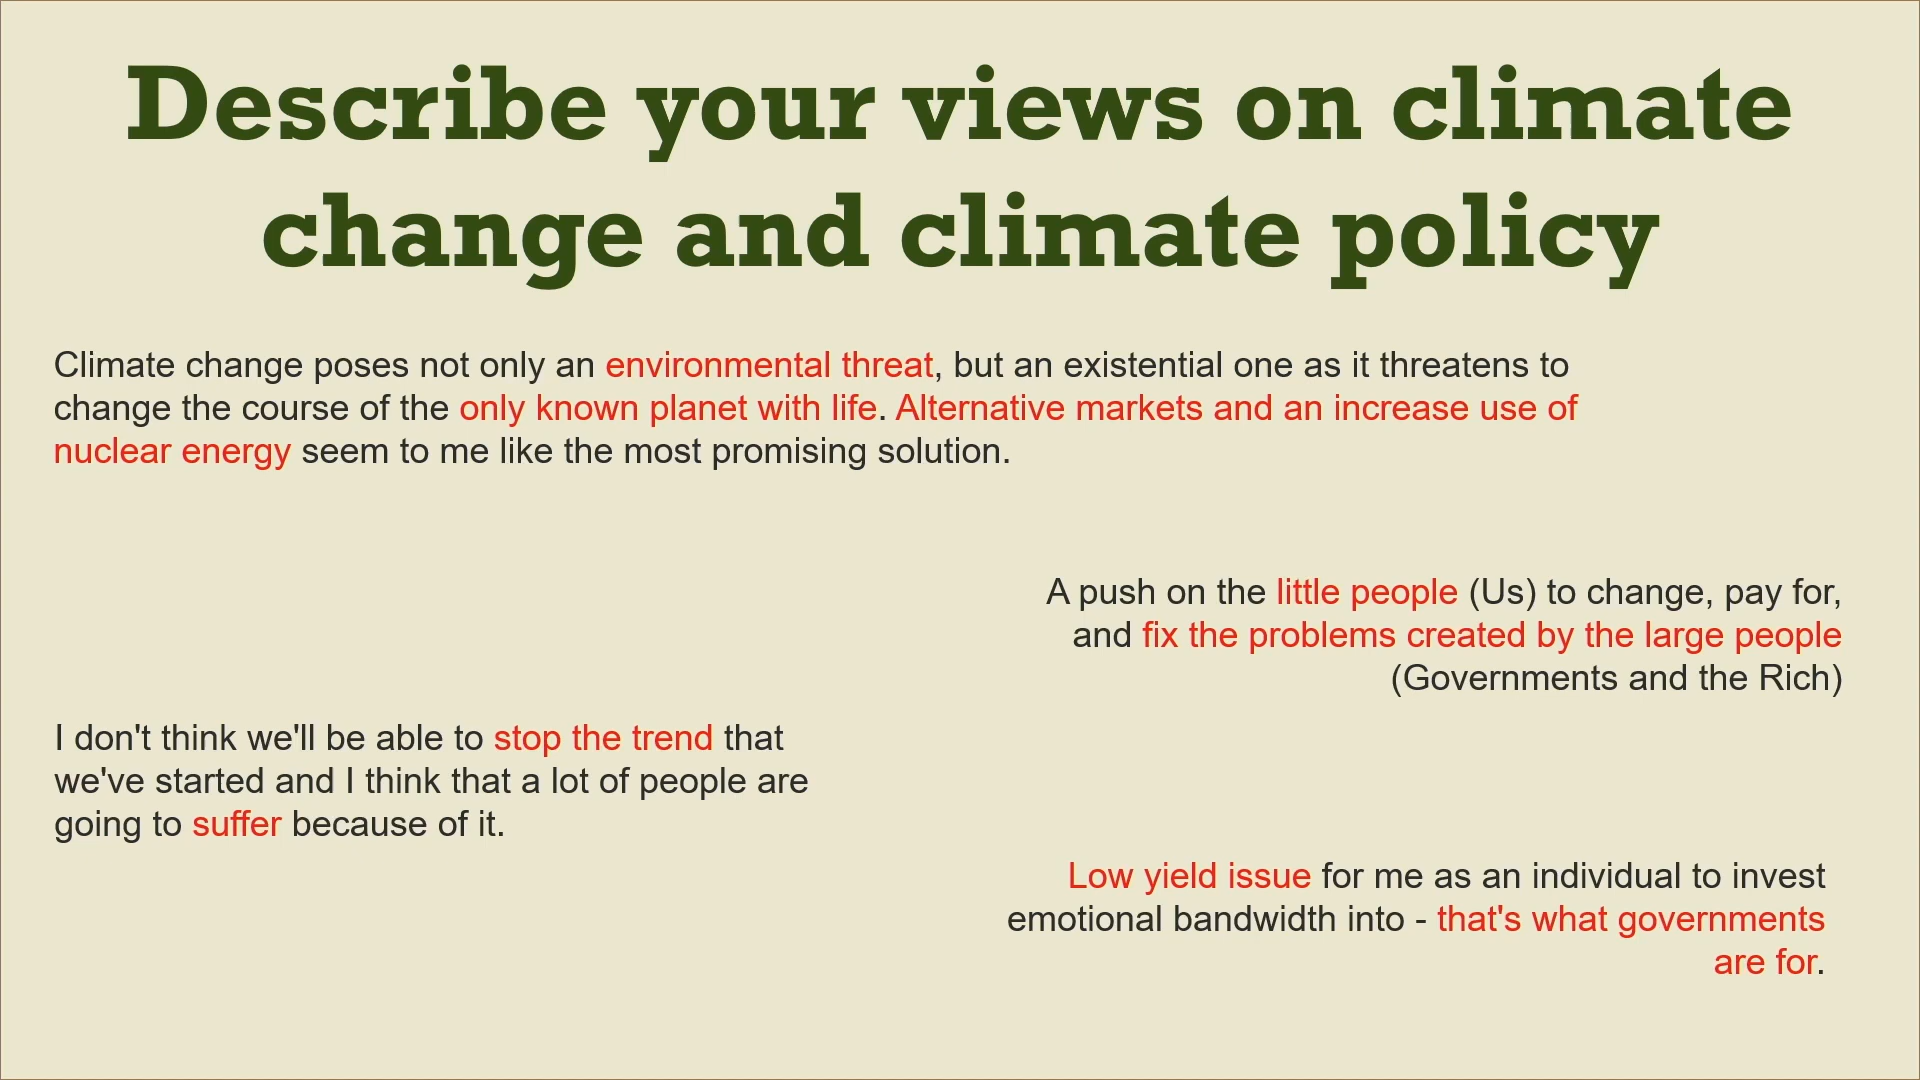 Describe your views on climate
change and climate policy
Climate change poses not only an environmental threat, but an existential one as it threatens to
change the course of the only known planet with life. Alternative markets and an increase use of
nuclear energy seem to me like the most promising solution.
A push on the little people (Us) to change, pay for,
and fix the problems created by the large people
(Governments and the Rich)
I don't think we'll be able to stop the trend that
we've started and I think that a lot of people are
going to suffer because of it.
Low yield issue for me as an individual to invest
emotional bandwidth into - that's what governments
are for.